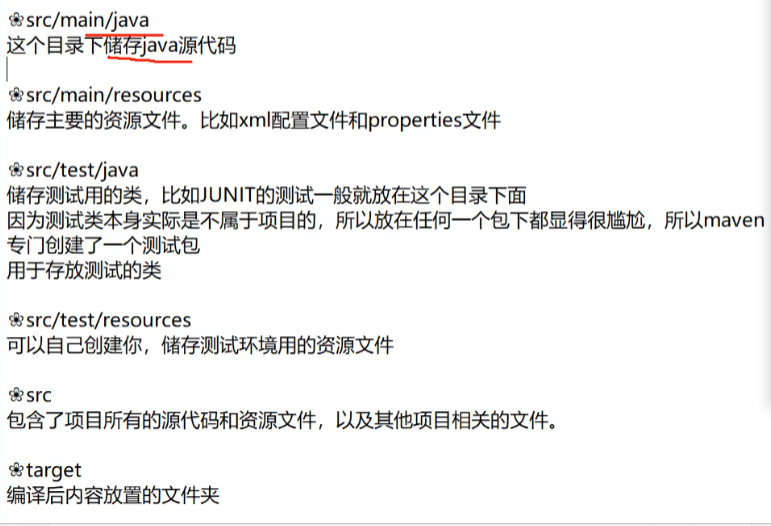 ❀src/main/java
这个目录下储存java源代码
❀src/main/resources
储存主要的资源文件。比如xml配置文件和properties文件
❀src/test/java
储存测试用的类，比如JUNIT的测试一般就放在这个目录下面
因为测试类本身实际是不属于项目的，所以放在任何一个包下都显得很尴尬，所以maven
专门创建了一个测试包
用于存放测试的类
❀src/test/resources
可以自己创建你，储存测试环境用的资源文件
❀src
包含了项目所有的源代码和资源文件，以及其他项目相关的文件。
❀target
编译后内容放置的文件夹